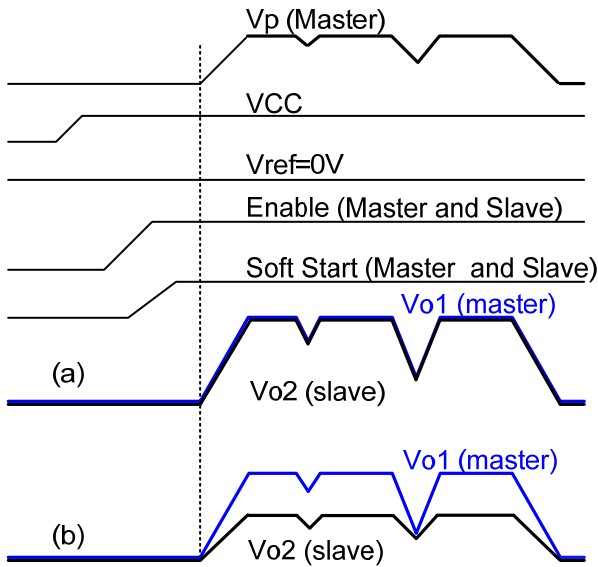 Vp (Master)
VCC
Vref=0V
Enable (Master and Slave)
Soft Start (Master and Slave)
Vo1 (master)
(a)
Vo2 (slave)
Vo1 (master)
(b)
Vo2 (slave)